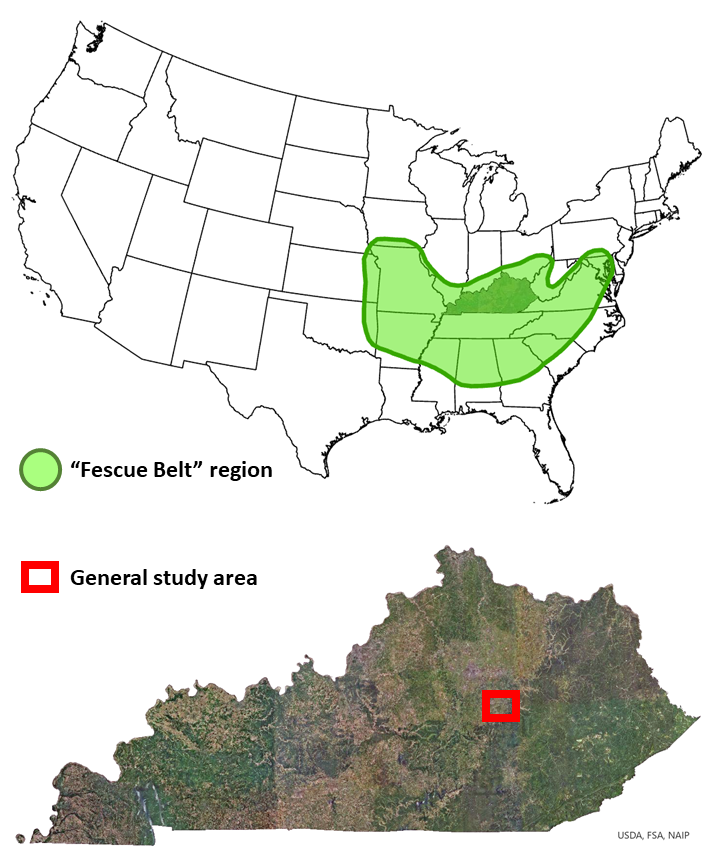 “Fescue Belt” region
General study area
USDA, FSA, NAIP